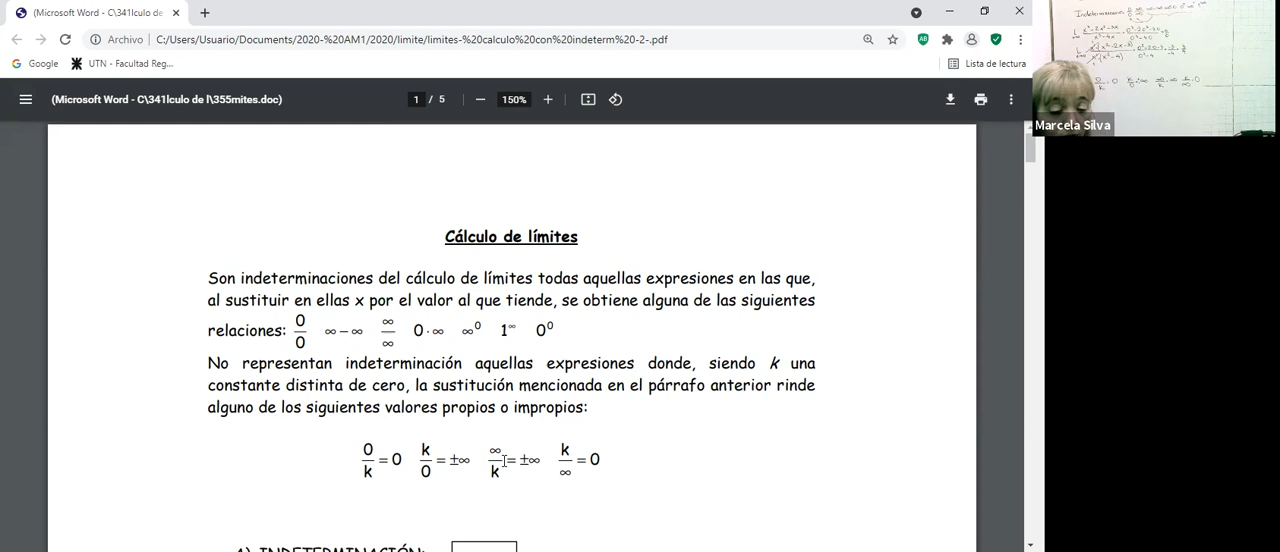 (Microsoft Word - C\341lculo de l
Archivo C:/Users/Usuario/Documents/2020-%20AM1/2020-
%20calculo%20con%20indeterm%20-2-.pdf
Google UTN - Facultad Reg... Lista de lectura
(Microsoft Word - C\341lculo de l\355mites.doc) 1 / 5 150%
Marcela Silva
Cálculo de límites
Son indeterminaciones del cálculo de límites todas aquellas expresiones en las que,
al sustituir en ellas x por el valor al que tiende, se obtiene alguna de las siguientes
relaciones: 0/0 ∞−∞ ∞/∞ 0·∞ ∞⁰ 1^∞ 0⁰
No representan indeterminación aquellas expresiones donde, siendo k una
constante distinta de cero, la sustitución mencionada en el párrafo anterior rinde
alguno de los siguientes valores propios o impropios:
0/k = 0 k/0 = ±∞ ∞/k = ±∞ k/∞ = 0
A) INDETERMINACIÓN: